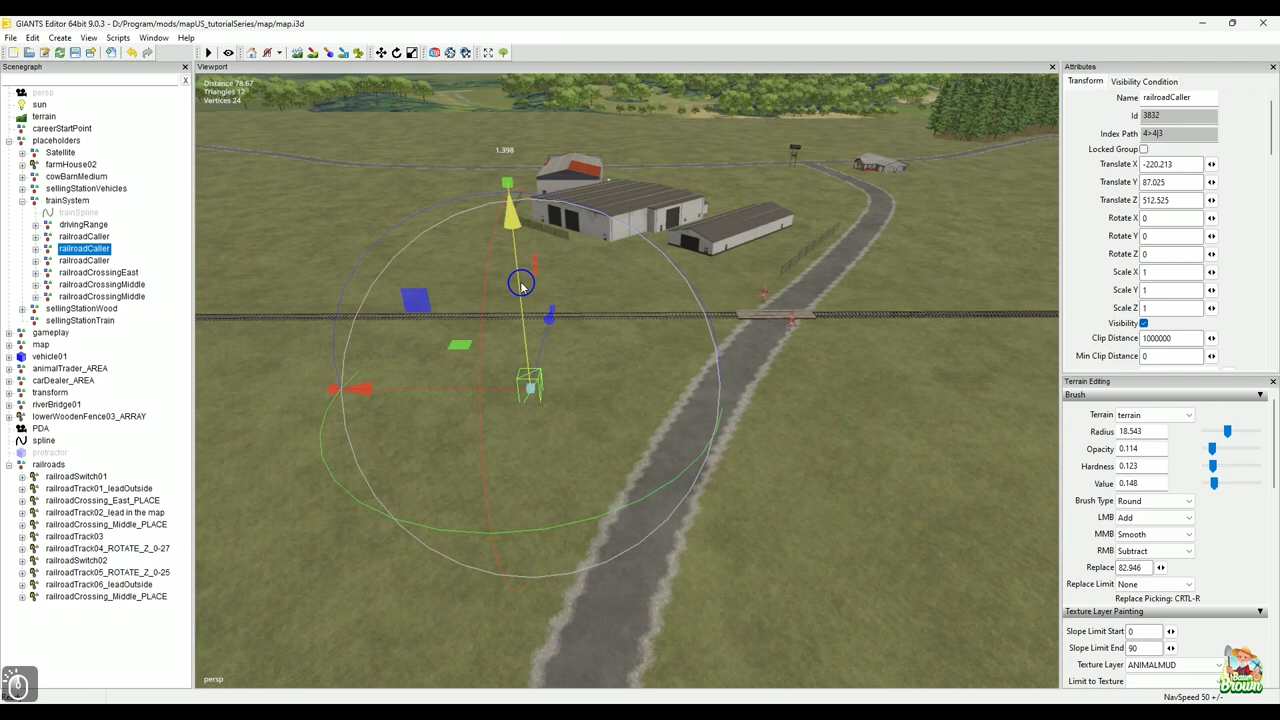 GIANTS Editor 64bit 9.0.3 - D:/Program/mods/mapUS_tutorialSeries/map/map.i3d
File Edit Create View Scripts Window Help
Scenegraph
X
persp
sun
terrain
careerStartPoint
placeholders
Satellite
farmHouse02
cowBarnMedium
sellingStationVehicles
trainSystem
trainSpline
drivingRange
railroadCaller
railroadCaller
railroadCaller
railroadCrossingEast
railroadCrossingMiddle
railroadCrossingMiddle
sellingStationWood
sellingStationTrain
gameplay
map
vehicle01
animalTrader_AREA
carDealer_AREA
transform
riverBridge01
lowerWoodenFence03_ARRAY
PDA
spline
protractor
railroads
railroadSwitch01
railroadTrack01_leadOutside
railroadCrossing_East_PLACE
railroadTrack02_lead in the map
railroadCrossing_Middle_PLACE
railroadTrack03
railroadTrack04_ROTATE_Z_0-27
railroadSwitch02
railroadTrack05_ROTATE_Z_0-25
railroadTrack06_leadOutside
railroadCrossing_Middle_PLACE
Viewport
Distance 78.67
Triangles 12
Vertices 24
1.398
persp
Attributes
Transform Visibility Condition
Name railroadCaller
Id 3832
Index Path 4>4|3
Locked Group
Translate X -220.213
Translate Y 87.025
Translate Z 512.525
Rotate X 0
Rotate Y 0
Rotate Z 0
Scale X 1
Scale Y 1
Scale Z 1
Visibility
Clip Distance 1000000
Min Clip Distance 0
Terrain Editing
Brush
Terrain terrain
Radius 18.543
Opacity 0.114
Hardness 0.123
Value 0.148
Brush Type Round
LMB Add
MMB Smooth
RMB Subtract
Replace 82.946
Replace Limit None
Replace Picking: CRTL-R
Texture Layer Painting
Slope Limit Start 0
Slope Limit End 90
Texture Layer ANIMALMUD
Limit to Texture
Bauer
Brown
NavSpeed 50 +/-